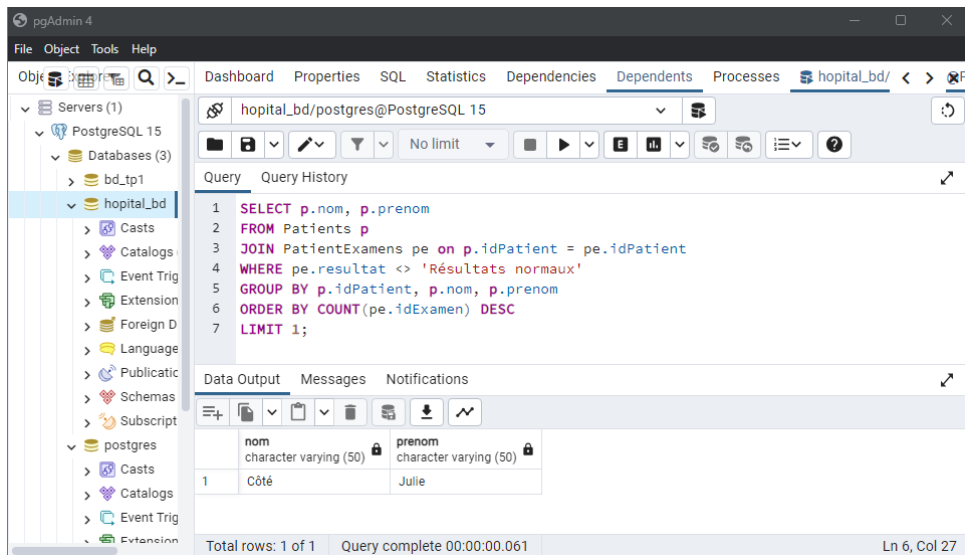 pgAdmin 4
File Object Tools Help
Dashboard Properties SQL Statistics Dependencies Dependents Processes hopital_bd/
Servers (1)
PostgreSQL 15
Databases (3)
bd_tp1
hopital_bd
Casts
Catalogs
Event Trig
Extension
Foreign D
Language
Publicatic
Schemas
Subscript
postgres
Casts
Catalogs
Event Trig
Extension
hopital_bd/postgres@PostgreSQL 15
No limit
E
Query Query History
1 SELECT p.nom, p.prenom
2 FROM Patients p
3 JOIN PatientExamens pe on p.idPatient = pe.idPatient
4 WHERE pe.resultat <> 'Résultats normaux'
5 GROUP BY p.idPatient, p.nom, p.prenom
6 ORDER BY COUNT(pe.idExamen) DESC
7 LIMIT 1;
Data Output Messages Notifications
nom prenom
character varying (50) character varying (50)
1 Côté Julie
Total rows: 1 of 1 Query complete 00:00:00.061 Ln 6, Col 27